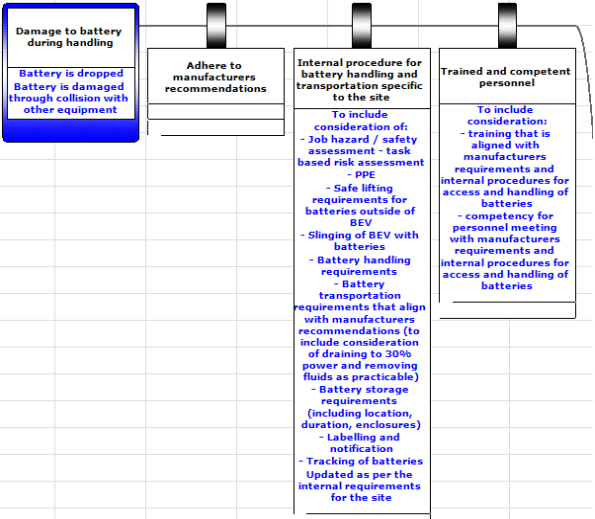 Damage to battery
during handling
Battery is dropped
Battery is damaged
through collision with
other equipment
Adhere to
manufacturers
recommendations
Internal procedure for
battery handling and
transportation specific
to the site
To include
consideration of:
- Job hazard / safety
assessment - task
based risk assessment
- PPE
- Safe lifting
requirements for
batteries outside of
BEV
- Slinging of BEV with
batteries
- Battery handling
requirements
- Battery
transportation
requirements that align
with manufacturers
recommendations (to
include consideration
of draining to 30%
power and removing
fluids as practicable)
- Battery storage
requirements
(including location,
duration, enclosures)
- Labelling and
notification
- Tracking of batteries
Updated as per the
internal requirements
for the site
Trained and competent
personnel
To include
consideration:
- training that is
aligned with
manufacturers
requirements and
internal procedures for
access and handling of
batteries
- competency for
personnel meeting
with manufacturers
requirements and
internal procedures for
access and handling of
batteries